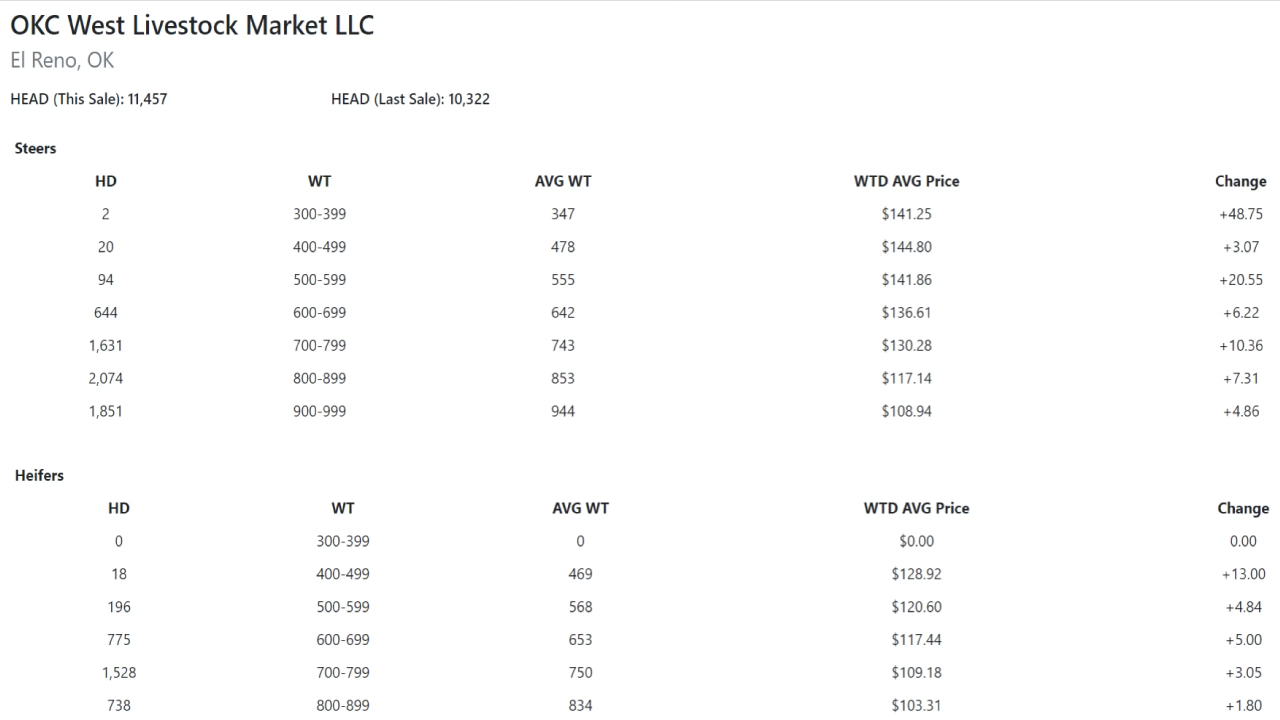 OKC West Livestock Market LLC
El Reno, OK
HEAD (This Sale): 11,457 HEAD (Last Sale): 10,322
Steers
HD WT AVG WT WTD AVG Price Change
2 300-399 347 $141.25 +48.75
20 400-499 478 $144.80 +3.07
94 500-599 555 $141.86 +20.55
644 600-699 642 $136.61 +6.22
1,631 700-799 743 $130.28 +10.36
2,074 800-899 853 $117.14 +7.31
1,851 900-999 944 $108.94 +4.86
Heifers
HD WT AVG WT WTD AVG Price Change
0 300-399 0 $0.00 0.00
18 400-499 469 $128.92 +13.00
196 500-599 568 $120.60 +4.84
775 600-699 653 $117.44 +5.00
1,528 700-799 750 $109.18 +3.05
738 800-899 834 $103.31 +1.80